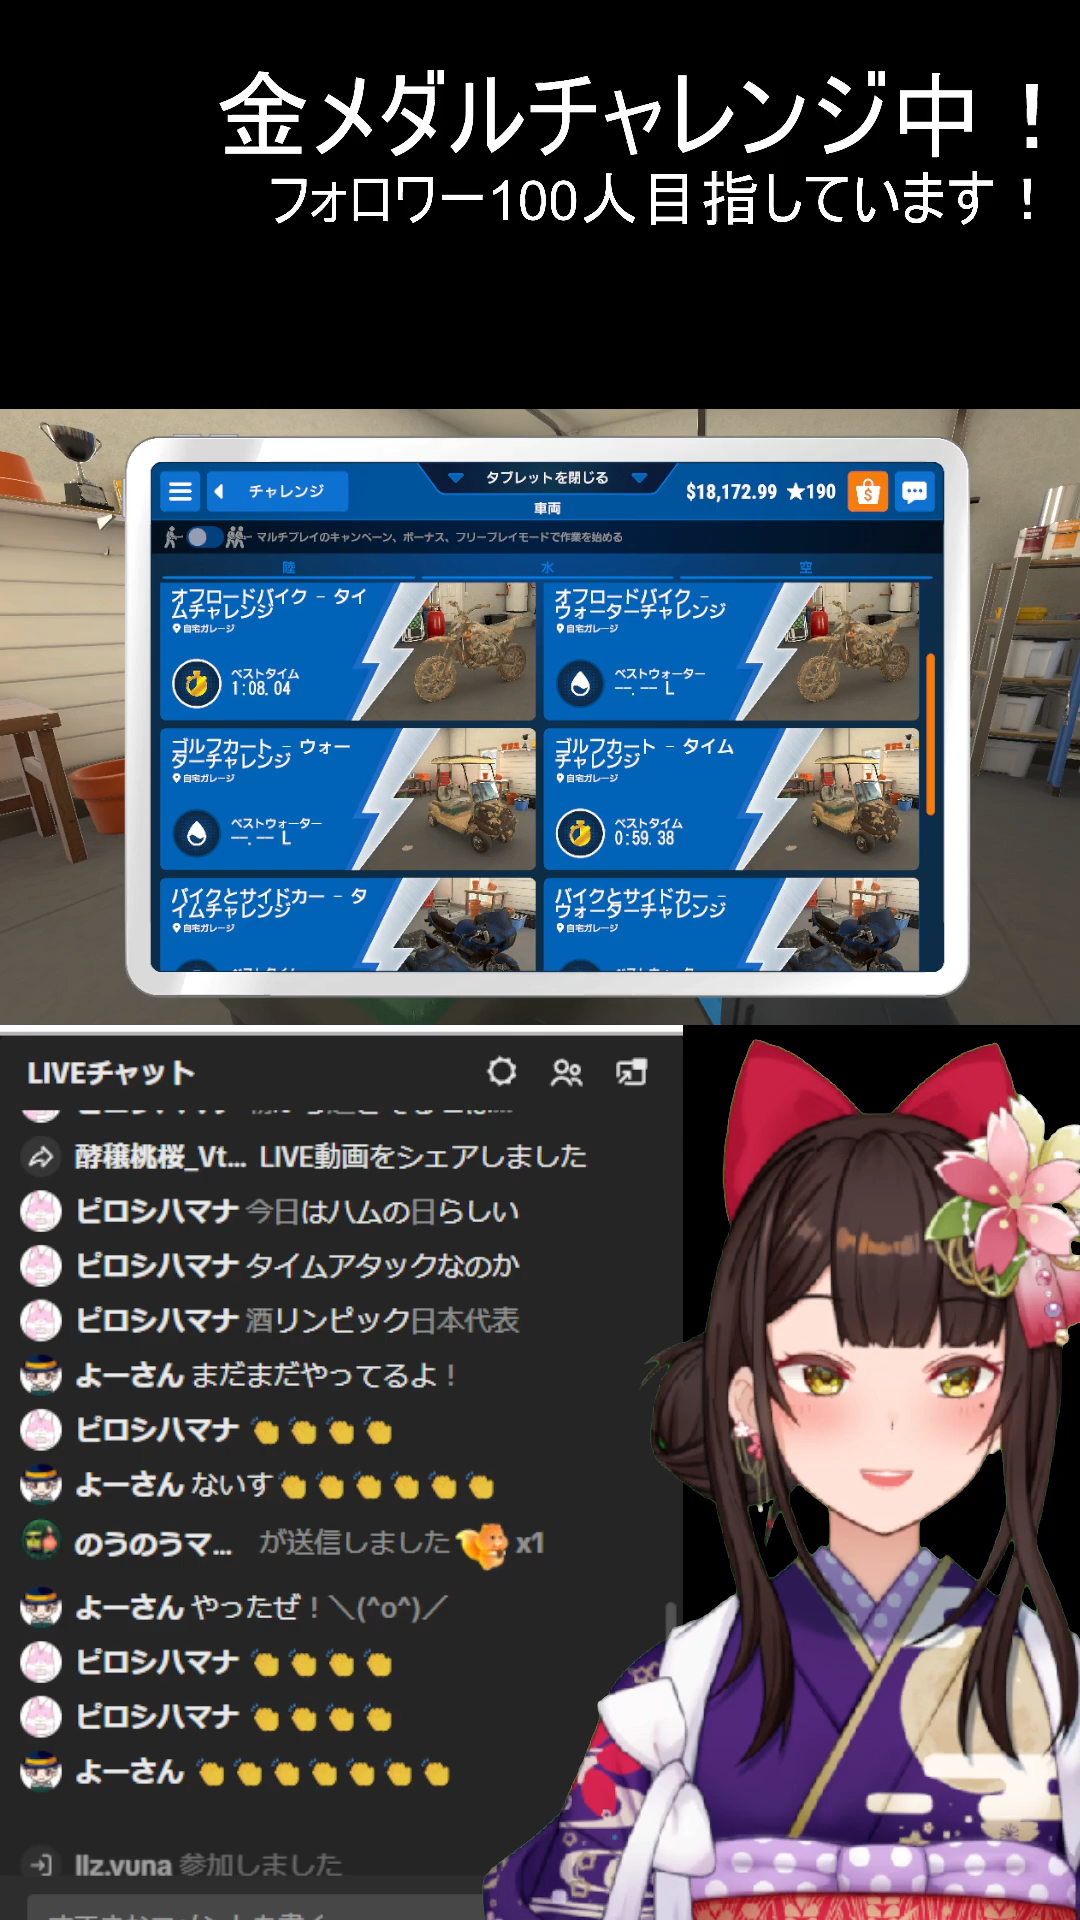 金メダルチャレンジ中！
フォロワー100人目指しています！
タブレットを閉じる
チャレンジ
$18,172.99 ★190
車両
マルチプレイのキャンペーン、ボーナス、フリープレイモードで作業を始める
陸 水 空
オフロードバイク - タイムチャレンジ
自宅ガレージ
ベストタイム
1:08.04
オフロードバイク - ウォーターチャレンジ
自宅ガレージ
ベストウォーター
--.-- L
ゴルフカート - ウォーターチャレンジ
自宅ガレージ
ベストウォーター
--.-- L
ゴルフカート - タイムチャレンジ
自宅ガレージ
ベストタイム
0:59.38
バイクとサイドカー - タイムチャレンジ
自宅ガレージ
バイクとサイドカー - ウォーターチャレンジ
自宅ガレージ
LIVEチャット
酵穣桃桜_Vt... LIVE動画をシェアしました
ピロシハマナ 今日はハムの日らしい
ピロシハマナ タイムアタックなのか
ピロシハマナ 酒リンピック日本代表
よーさん まだまだやってるよ！
ピロシハマナ 👏👏👏👏
よーさん ないす👏👏👏👏👏👏
のうのうマ... が送信しました x1
よーさん やったぜ！＼(^o^)／
ピロシハマナ 👏👏👏👏
ピロシハマナ 👏👏👏👏
よーさん 👏👏👏👏👏👏👏
llz.yuna 参加しました